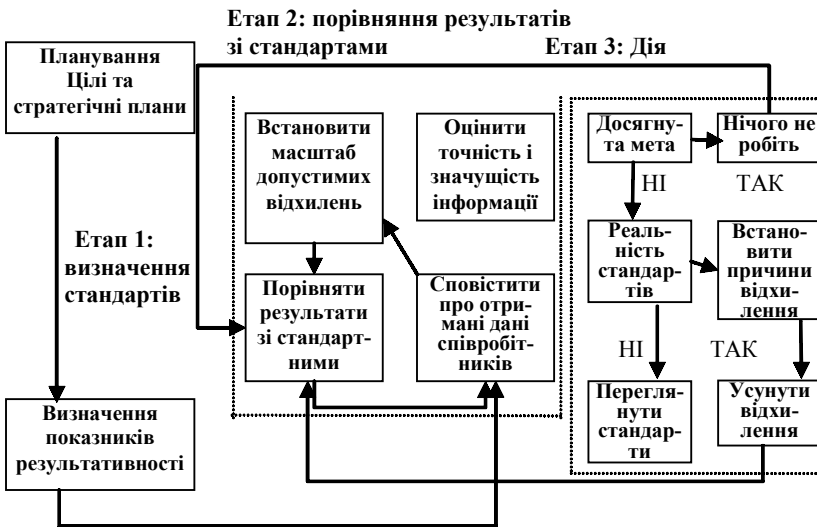 Етап 2: порівняння результатів
зі стандартами
Етап 3: Дія
Планування
Цілі та
стратегічні плани
Етап 1:
визначення
стандартів
Визначення
показників
результативності
Встановити
масштаб
допустимих
відхилень
Оцінити
точність і
значущість
інформації
Порівняти
результати
зі стандарт-
ними
Сповістити
про отри-
мані дані
співробіт-
ників
Досягну-
та мета
Нічого не
робіть
НІ
ТАК
Реаль-
ність
стандар-
тів
Встано-
вити
причини
відхи-
лення
НІ
ТАК
Перегля-
нути
стандар-
ти
Усунути
відхи-
лення